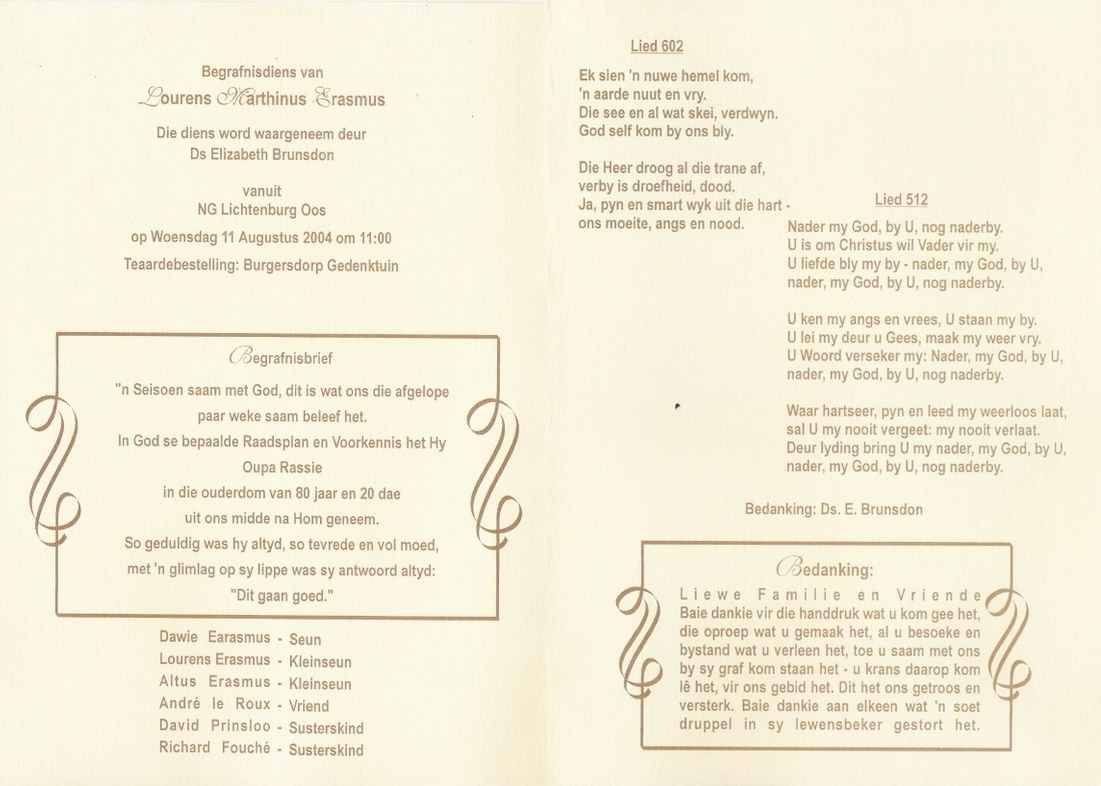 Begrafnisdiens van
Lourens Marthinus Erasmus
Die diens word waargeneem deur
Ds Elizabeth Brunsdon
vanuit
NG Lichtenburg Oos
op Woensdag 11 Augustus 2004 om 11:00
Teaardebestelling: Burgersdorp Gedenktuin
Begrafnisbrief
"n Seisoen saam met God, dit is wat ons die afgelope
paar weke saam beleef het.
In God se bepaalde Raadsplan en Voorkennis het Hy
Oupa Rassie
in die ouderdom van 80 jaar en 20 dae
uit ons midde na Hom geneem.
So geduldig was hy altyd, so tevrede en vol moed,
met 'n glimlag op sy lippe was sy antwoord altyd:
"Dit gaan goed."
Dawie Earasmus - Seun
Lourens Erasmus - Kleinseun
Altus Erasmus - Kleinseun
André le Roux - Vriend
David Prinsloo - Susterskind
Richard Fouché - Susterskind
Lied 602
Ek sien 'n nuwe hemel kom,
'n aarde nuut en vry.
Die see en al wat skei, verdwyn.
God self kom by ons bly.
Die Heer droog al die trane af,
verby is droefheid, dood.
Ja, pyn en smart wyk uit die hart -
ons moeite, angs en nood.
Lied 512
Nader my God, by U, nog naderby.
U is om Christus wil Vader vir my.
U liefde bly my by - nader, my God, by U,
nader, my God, by U, nog naderby.
U ken my angs en vrees, U staan my by.
U lei my deur u Gees, maak my weer vry.
U Woord verseker my: Nader, my God, by U,
nader, my God, by U, nog naderby.
Waar hartseer, pyn en leed my weerloos laat,
sal U my nooit vergeet: my nooit verlaat.
Deur lyding bring U my nader, my God, by U,
nader, my God, by U, nog naderby.
Bedanking: Ds. E. Brunsdon
Bedanking:
Liewe Familie en Vriende
Baie dankie vir die handdruk wat u kom gee het,
die oproep wat u gemaak het, al u besoeke en
bystand wat u verleen het, toe u saam met ons
by sy graf kom staan het - u krans daarop kom
lê het, vir ons gebid het. Dit het ons getroos en
versterk. Baie dankie aan elkeen wat 'n soet
druppel in sy lewensbeker gestort het.